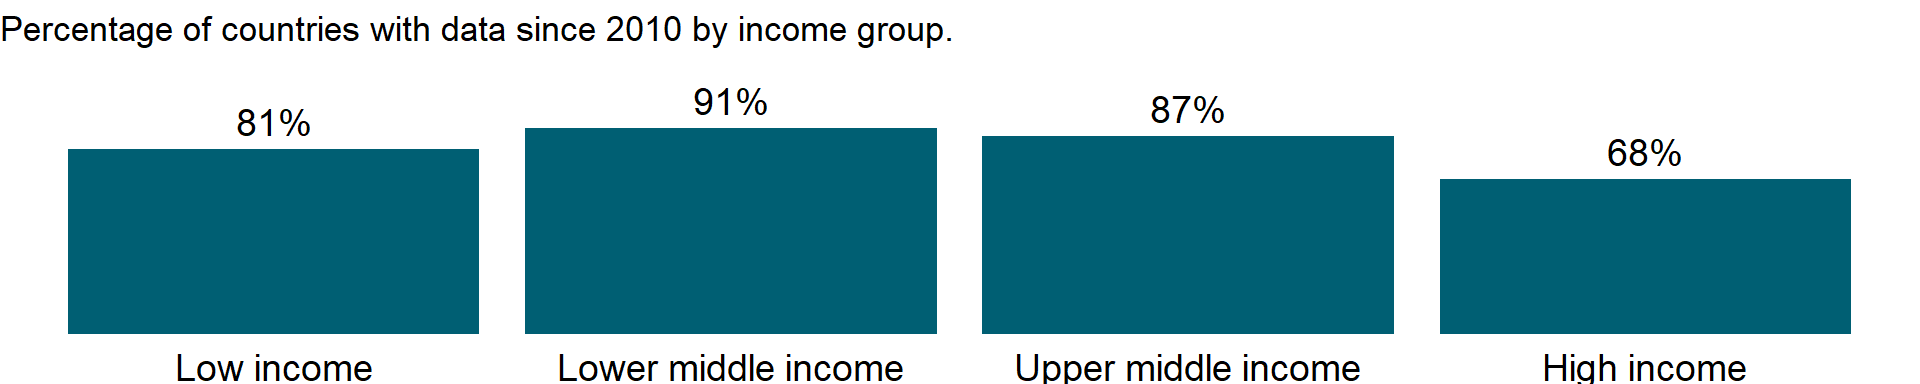 Percentage of countries with data since 2010 by income group.
81%
91%
87%
68%
Low income
Lower middle income
Upper middle income
High income